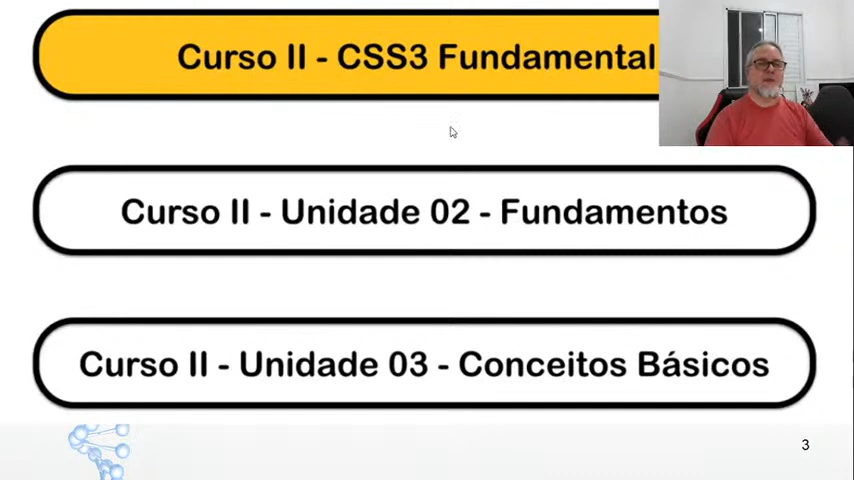 Curso II - CSS3 Fundamental
Curso II - Unidade 02 - Fundamentos
Curso II - Unidade 03 - Conceitos Básicos
3